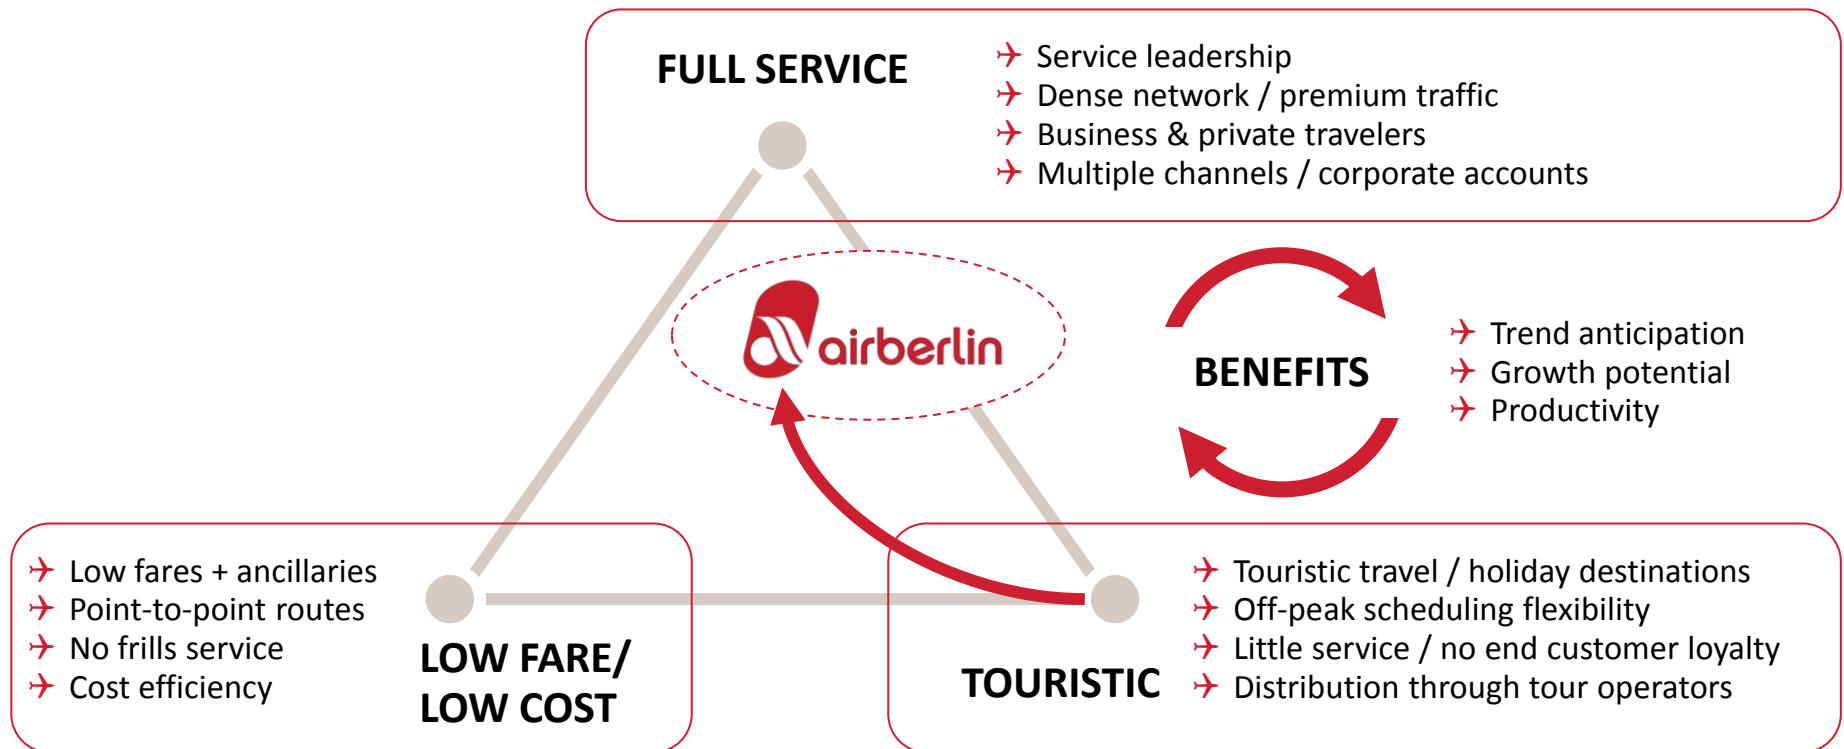 FULL SERVICE
Service leadership
Dense network / premium traffic
Business & private travelers
Multiple channels / corporate accounts
airberlin
BENEFITS
Trend anticipation
Growth potential
Productivity
Low fares + ancillaries
Point-to-point routes
No frills service
Cost efficiency
LOW FARE/
LOW COST
TOURISTIC
Touristic travel / holiday destinations
Off-peak scheduling flexibility
Little service / no end customer loyalty
Distribution through tour operators